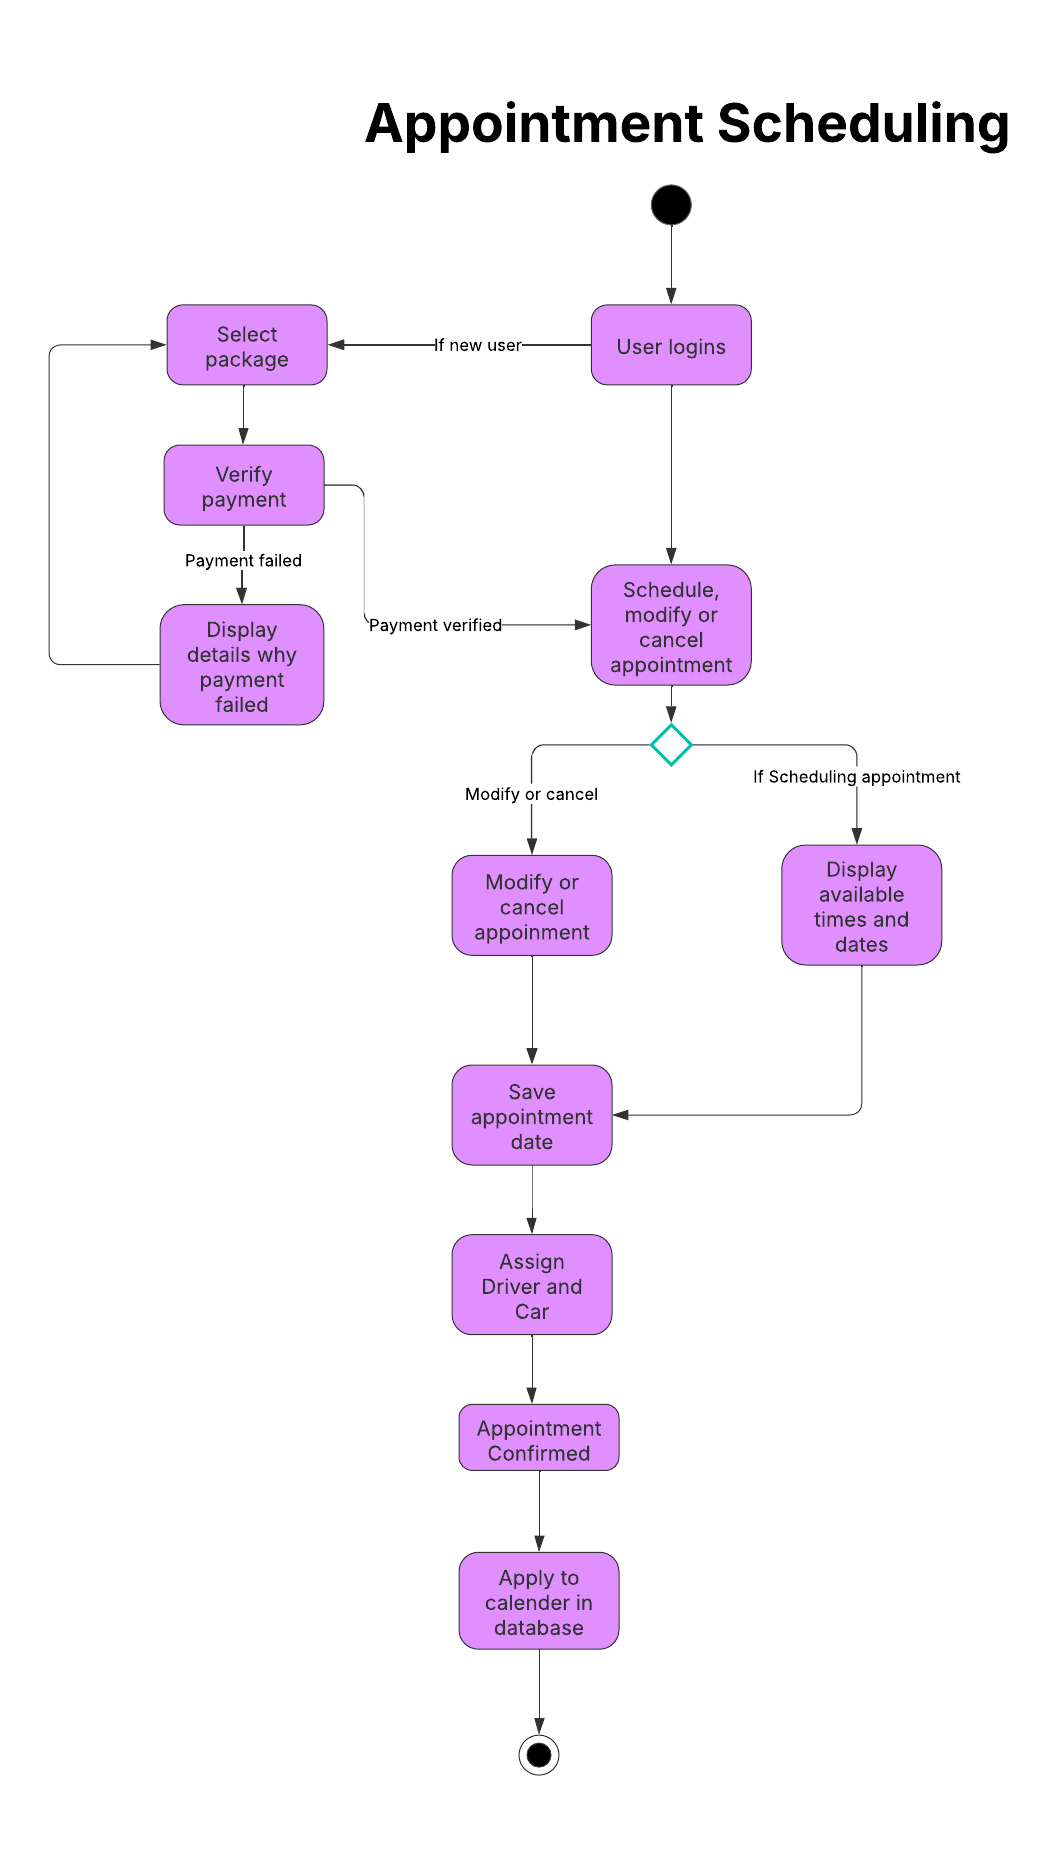 Appointment Scheduling
User logins
If new user
Select
package
Verify
payment
Payment failed
Display
details why
payment
failed
Payment verified
Schedule,
modify or
cancel
appointment
Modify or cancel
If Scheduling appointment
Modify or
cancel
appoinment
Display
available
times and
dates
Save
appointment
date
Assign
Driver and
Car
Appointment
Confirmed
Apply to
calender in
database